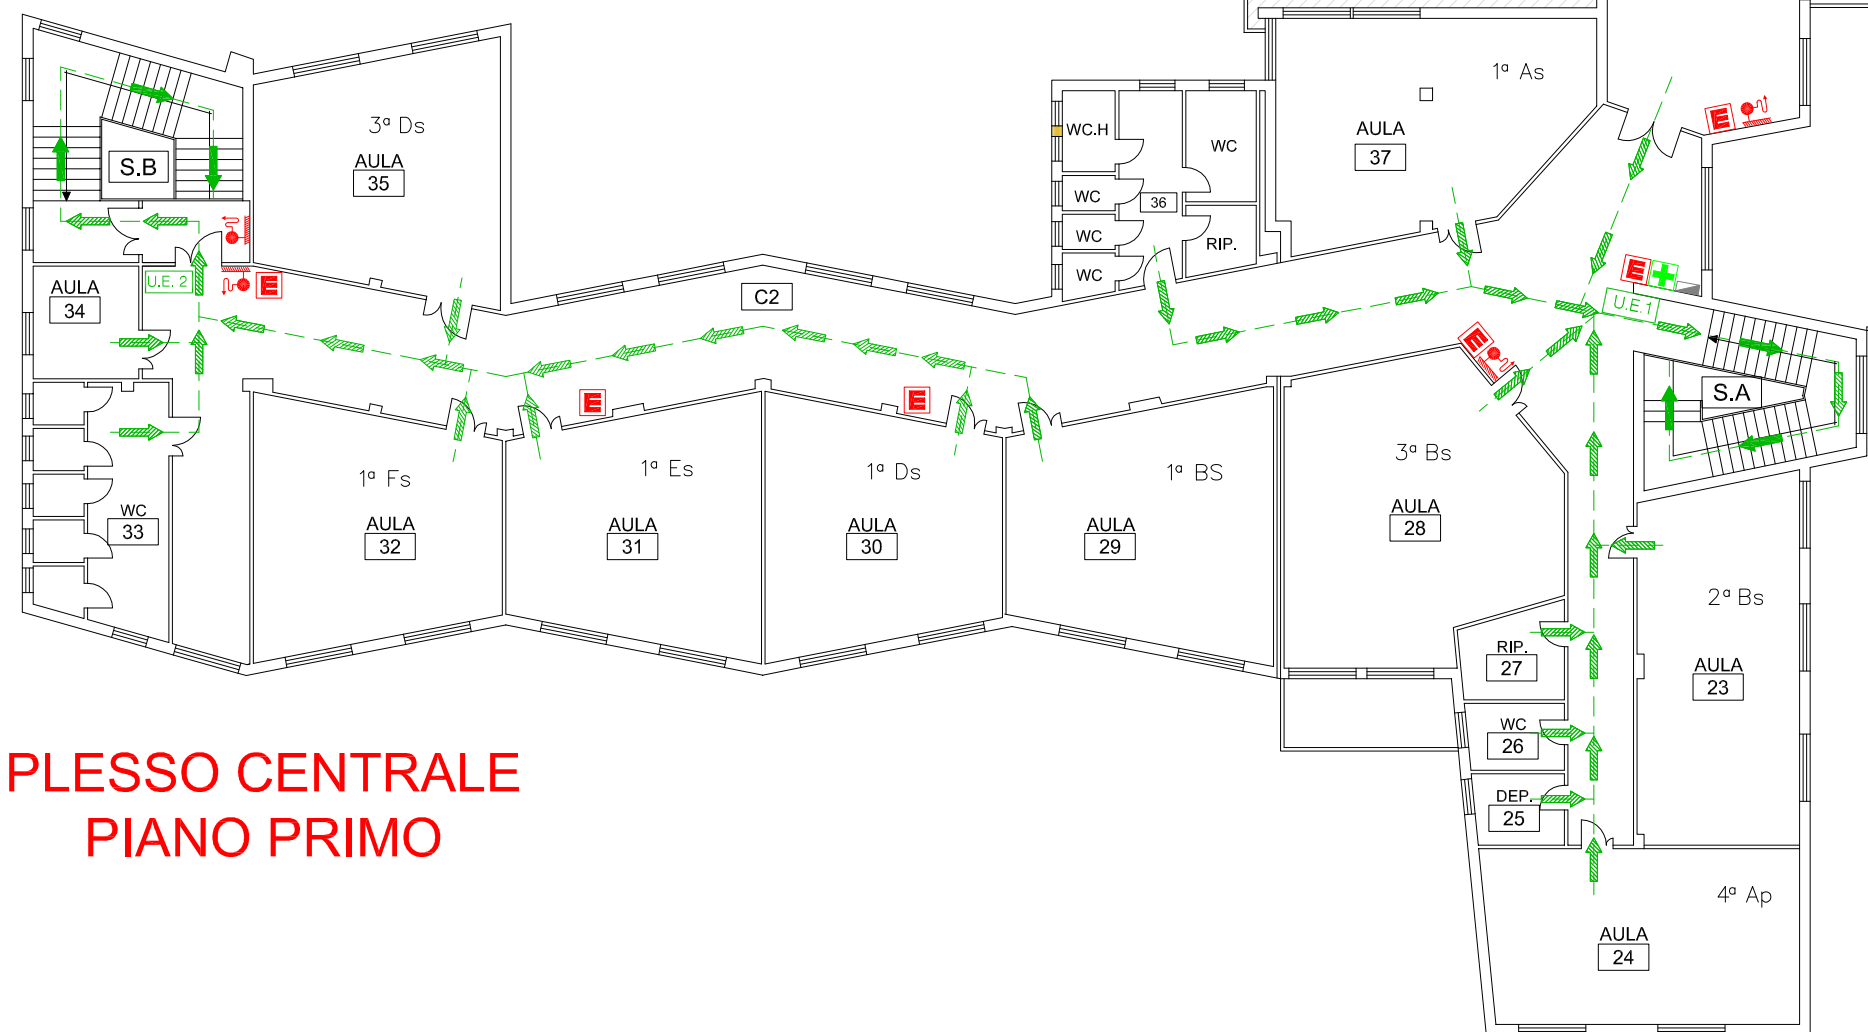 1ª As
3ª Ds
AULA
35
S.B
WC.H
WC
AULA
37
E
WC
36
WC
RIP.
WC
U.E. 2
E
AULA
34
C2
E
U.E.1
E
S.A
E
E
1ª Fs
1ª Es
1ª Ds
1ª BS
3ª Bs
WC
33
AULA
32
AULA
31
AULA
30
AULA
29
AULA
28
2ª Bs
RIP.
27
AULA
23
WC
26
DEP.
25
PLESSO CENTRALE
PIANO PRIMO
4ª Ap
AULA
24